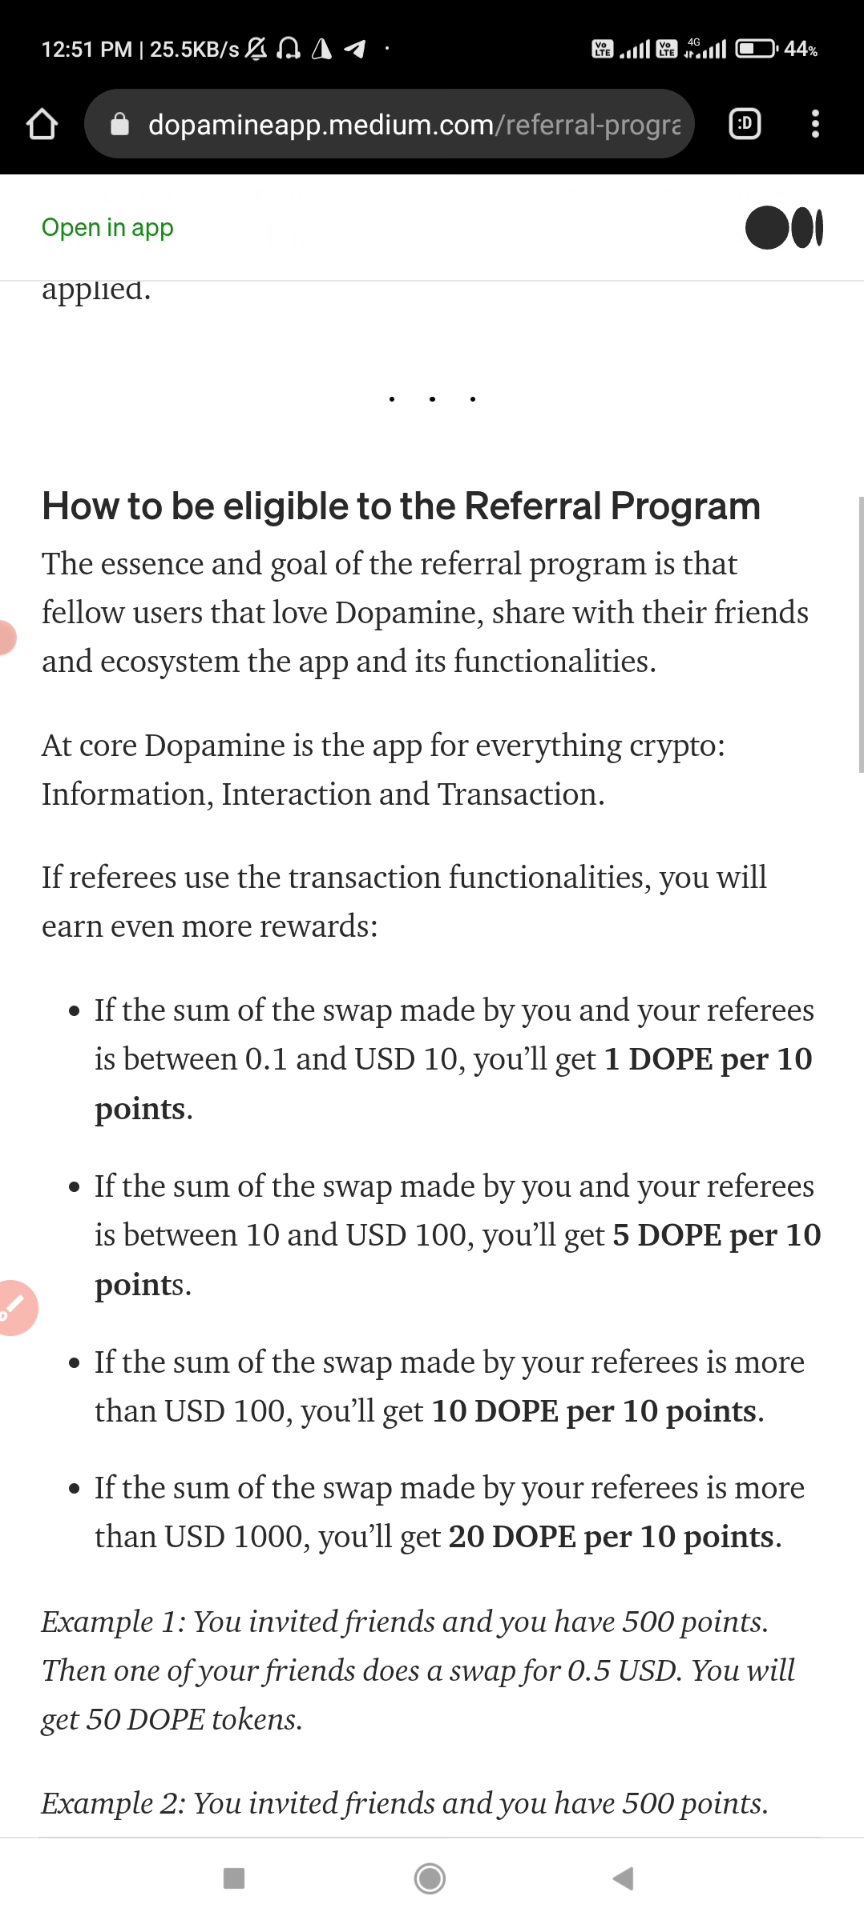 12:51 PM | 25.5KB/s
Vo LTE Vo LTE 4G 44%
dopamineapp.medium.com/referral-progra
:D
Open in app
applied.
. . .
How to be eligible to the Referral Program
The essence and goal of the referral program is that
fellow users that love Dopamine, share with their friends
and ecosystem the app and its functionalities.
At core Dopamine is the app for everything crypto:
Information, Interaction and Transaction.
If referees use the transaction functionalities, you will
earn even more rewards:
• If the sum of the swap made by you and your referees
is between 0.1 and USD 10, you’ll get 1 DOPE per 10
points.
• If the sum of the swap made by you and your referees
is between 10 and USD 100, you’ll get 5 DOPE per 10
points.
• If the sum of the swap made by your referees is more
than USD 100, you’ll get 10 DOPE per 10 points.
• If the sum of the swap made by your referees is more
than USD 1000, you’ll get 20 DOPE per 10 points.
Example 1: You invited friends and you have 500 points.
Then one of your friends does a swap for 0.5 USD. You will
get 50 DOPE tokens.
Example 2: You invited friends and you have 500 points.